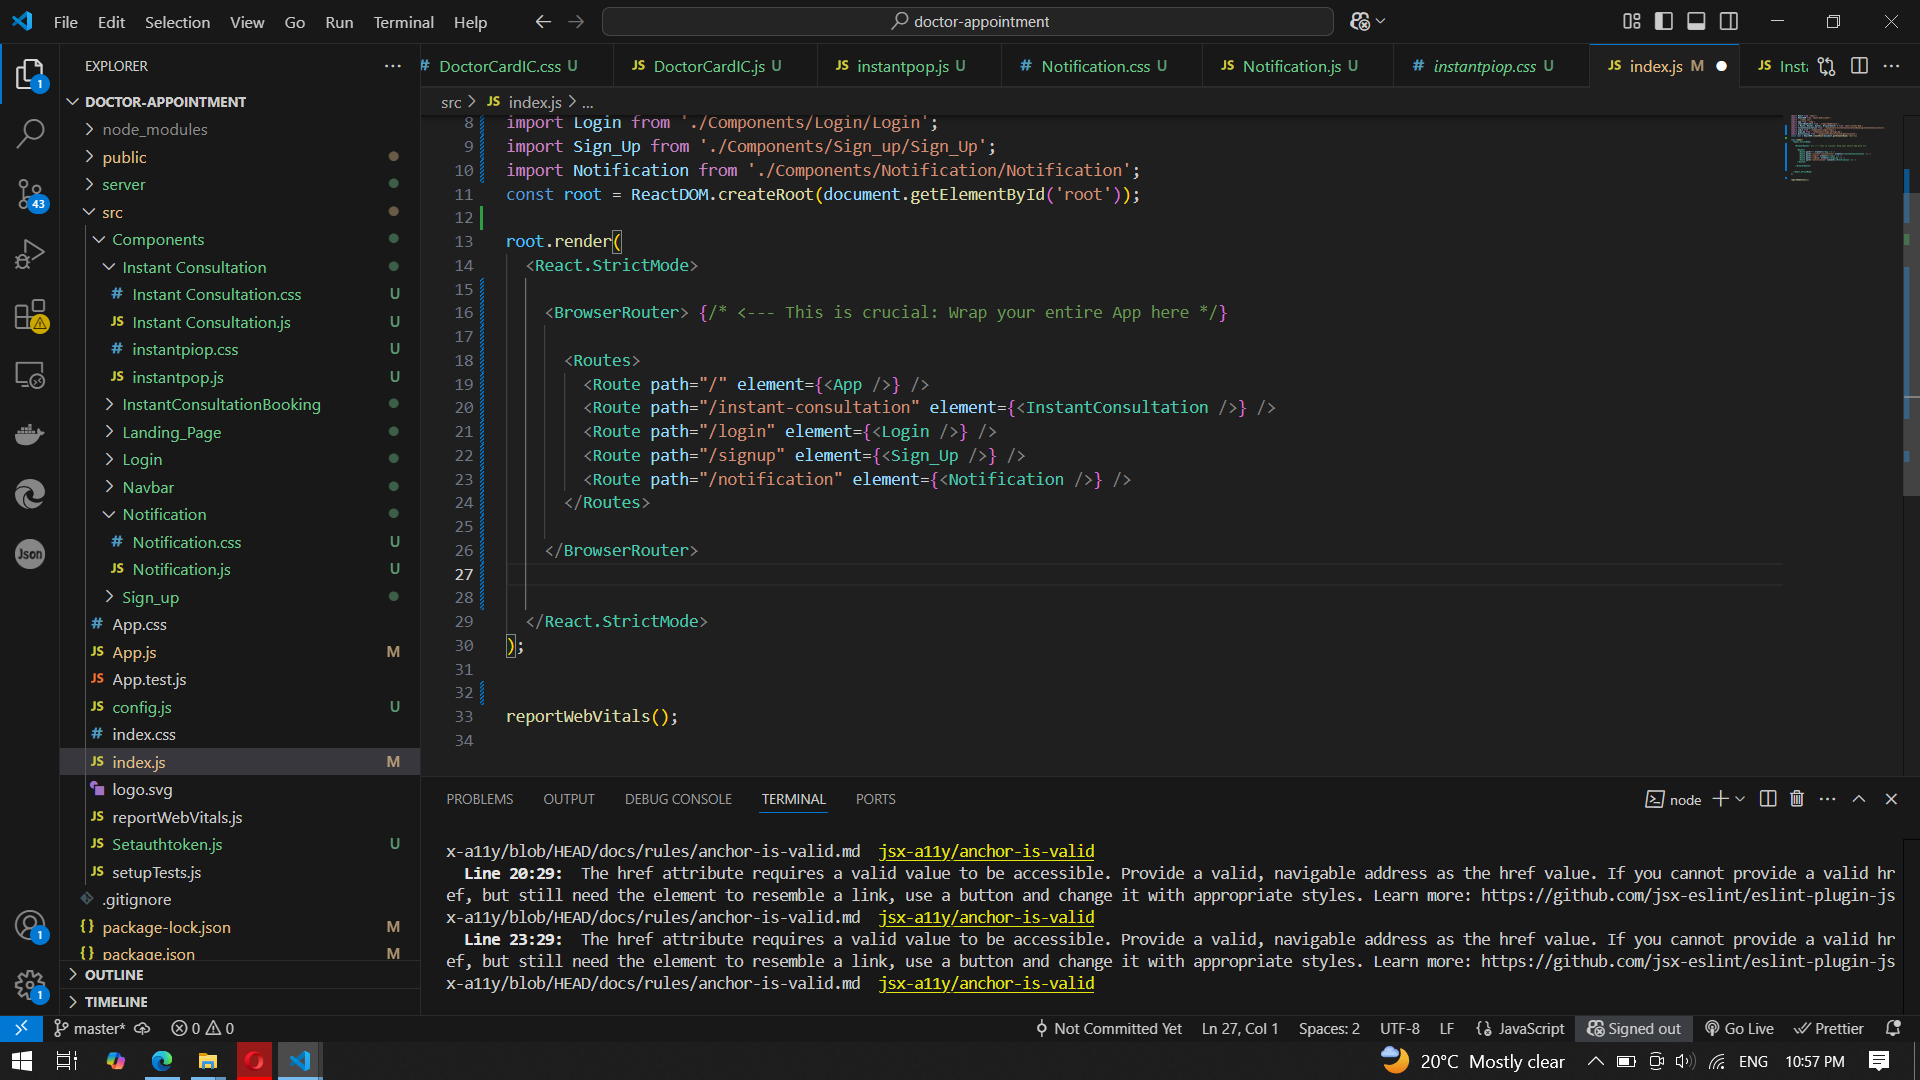 File Edit Selection View Go Run Terminal Help
doctor-appointment
EXPLORER
DOCTOR-APPOINTMENT
node_modules
public
server
src
Components
Instant Consultation
Instant Consultation.css U
Instant Consultation.js U
instantpiop.css U
instantpop.js U
InstantConsultationBooking
Landing_Page
Login
Navbar
Notification
Notification.css U
Notification.js U
Sign_up
App.css
App.js M
App.test.js
config.js U
index.css
index.js M
logo.svg
reportWebVitals.js
Setauthtoken.js U
setupTests.js
.gitignore
package-lock.json M
package.json M
OUTLINE
TIMELINE
1
43
Json
1
1
# DoctorCardIC.css U JS DoctorCardIC.js U JS instantpop.js U # Notification.css U JS Notification.js U # instantpiop.css U JS index.js M JS Insta
src > JS index.js > ...
8 import Login from './Components/Login/Login';
9 import Sign_Up from './Components/Sign_up/Sign_Up';
10 import Notification from './Components/Notification/Notification';
11 const root = ReactDOM.createRoot(document.getElementById('root'));
12
13 root.render(
14 <React.StrictMode>
15
16 <BrowserRouter> {/* <--- This is crucial: Wrap your entire App here */}
17
18 <Routes>
19 <Route path="/" element={<App />} />
20 <Route path="/instant-consultation" element={<InstantConsultation />} />
21 <Route path="/login" element={<Login />} />
22 <Route path="/signup" element={<Sign_Up />} />
23 <Route path="/notification" element={<Notification />} />
24 </Routes>
25
26 </BrowserRouter>
27
28
29 </React.StrictMode>
30 );
31
32
33 reportWebVitals();
34
PROBLEMS OUTPUT DEBUG CONSOLE TERMINAL PORTS
node
x-a11y/blob/HEAD/docs/rules/anchor-is-valid.md jsx-a11y/anchor-is-valid
Line 20:29: The href attribute requires a valid value to be accessible. Provide a valid, navigable address as the href value. If you cannot provide a valid hr
ef, but still need the element to resemble a link, use a button and change it with appropriate styles. Learn more: https://github.com/jsx-eslint/eslint-plugin-js
x-a11y/blob/HEAD/docs/rules/anchor-is-valid.md jsx-a11y/anchor-is-valid
Line 23:29: The href attribute requires a valid value to be accessible. Provide a valid, navigable address as the href value. If you cannot provide a valid hr
ef, but still need the element to resemble a link, use a button and change it with appropriate styles. Learn more: https://github.com/jsx-eslint/eslint-plugin-js
x-a11y/blob/HEAD/docs/rules/anchor-is-valid.md jsx-a11y/anchor-is-valid
master* 0 0 Not Committed Yet Ln 27, Col 1 Spaces: 2 UTF-8 LF {} JavaScript Signed out Go Live Prettier
20°C Mostly clear ENG 10:57 PM